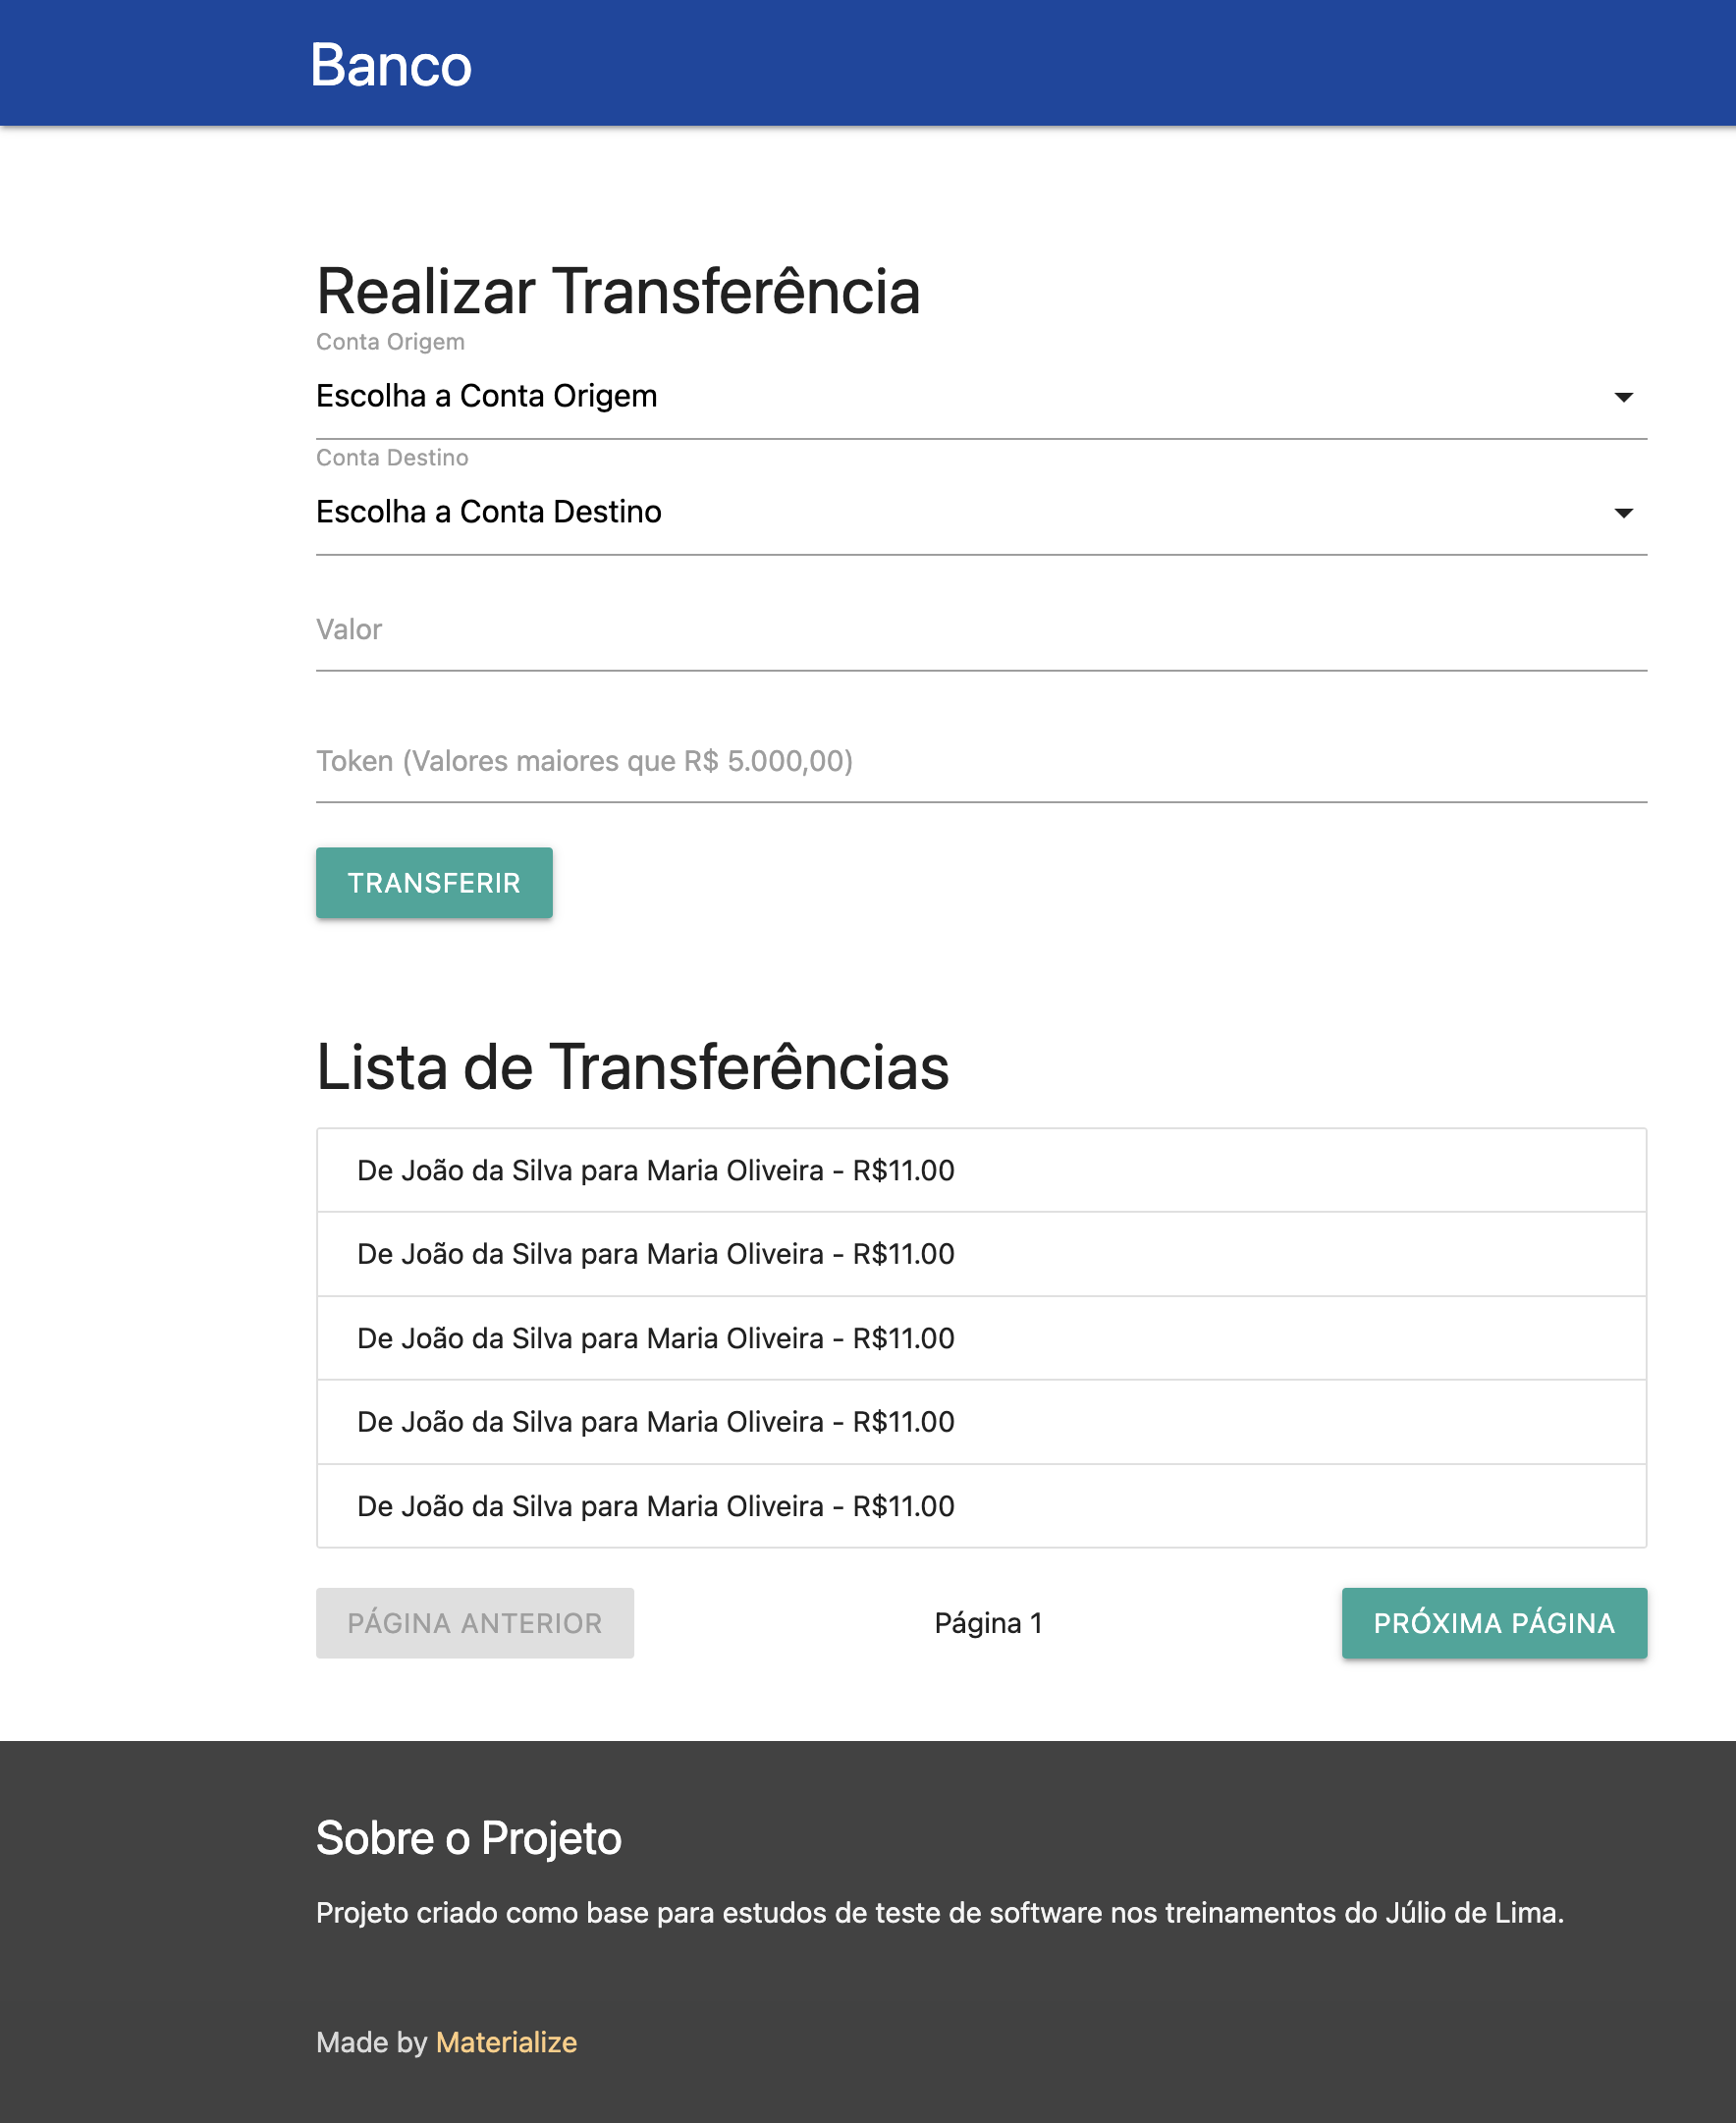 Banco
Realizar Transferência
Conta Origem
Escolha a Conta Origem
Conta Destino
Escolha a Conta Destino
Valor
Token (Valores maiores que R$ 5.000,00)
TRANSFERIR
Lista de Transferências
De João da Silva para Maria Oliveira - R$11.00
De João da Silva para Maria Oliveira - R$11.00
De João da Silva para Maria Oliveira - R$11.00
De João da Silva para Maria Oliveira - R$11.00
De João da Silva para Maria Oliveira - R$11.00
PÁGINA ANTERIOR Página 1 PRÓXIMA PÁGINA
Sobre o Projeto
Projeto criado como base para estudos de teste de software nos treinamentos do Júlio de Lima.
Made by Materialize